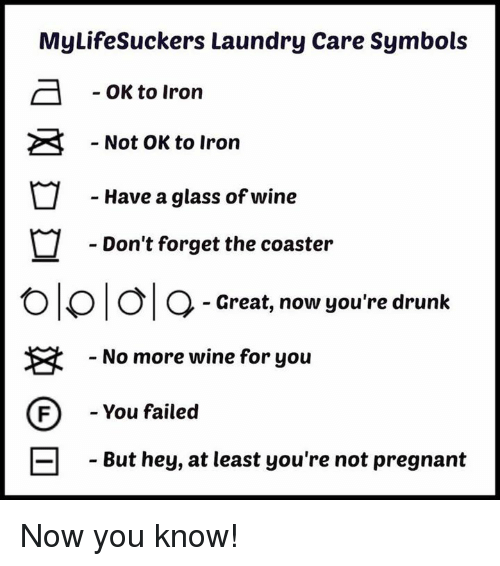 MyLifeSuckers Laundry Care Symbols
- OK to Iron
- Not OK to Iron
- Have a glass of wine
- Don't forget the coaster
- Great, now you're drunk
- No more wine for you
F - You failed
- But hey, at least you're not pregnant
Now you know!